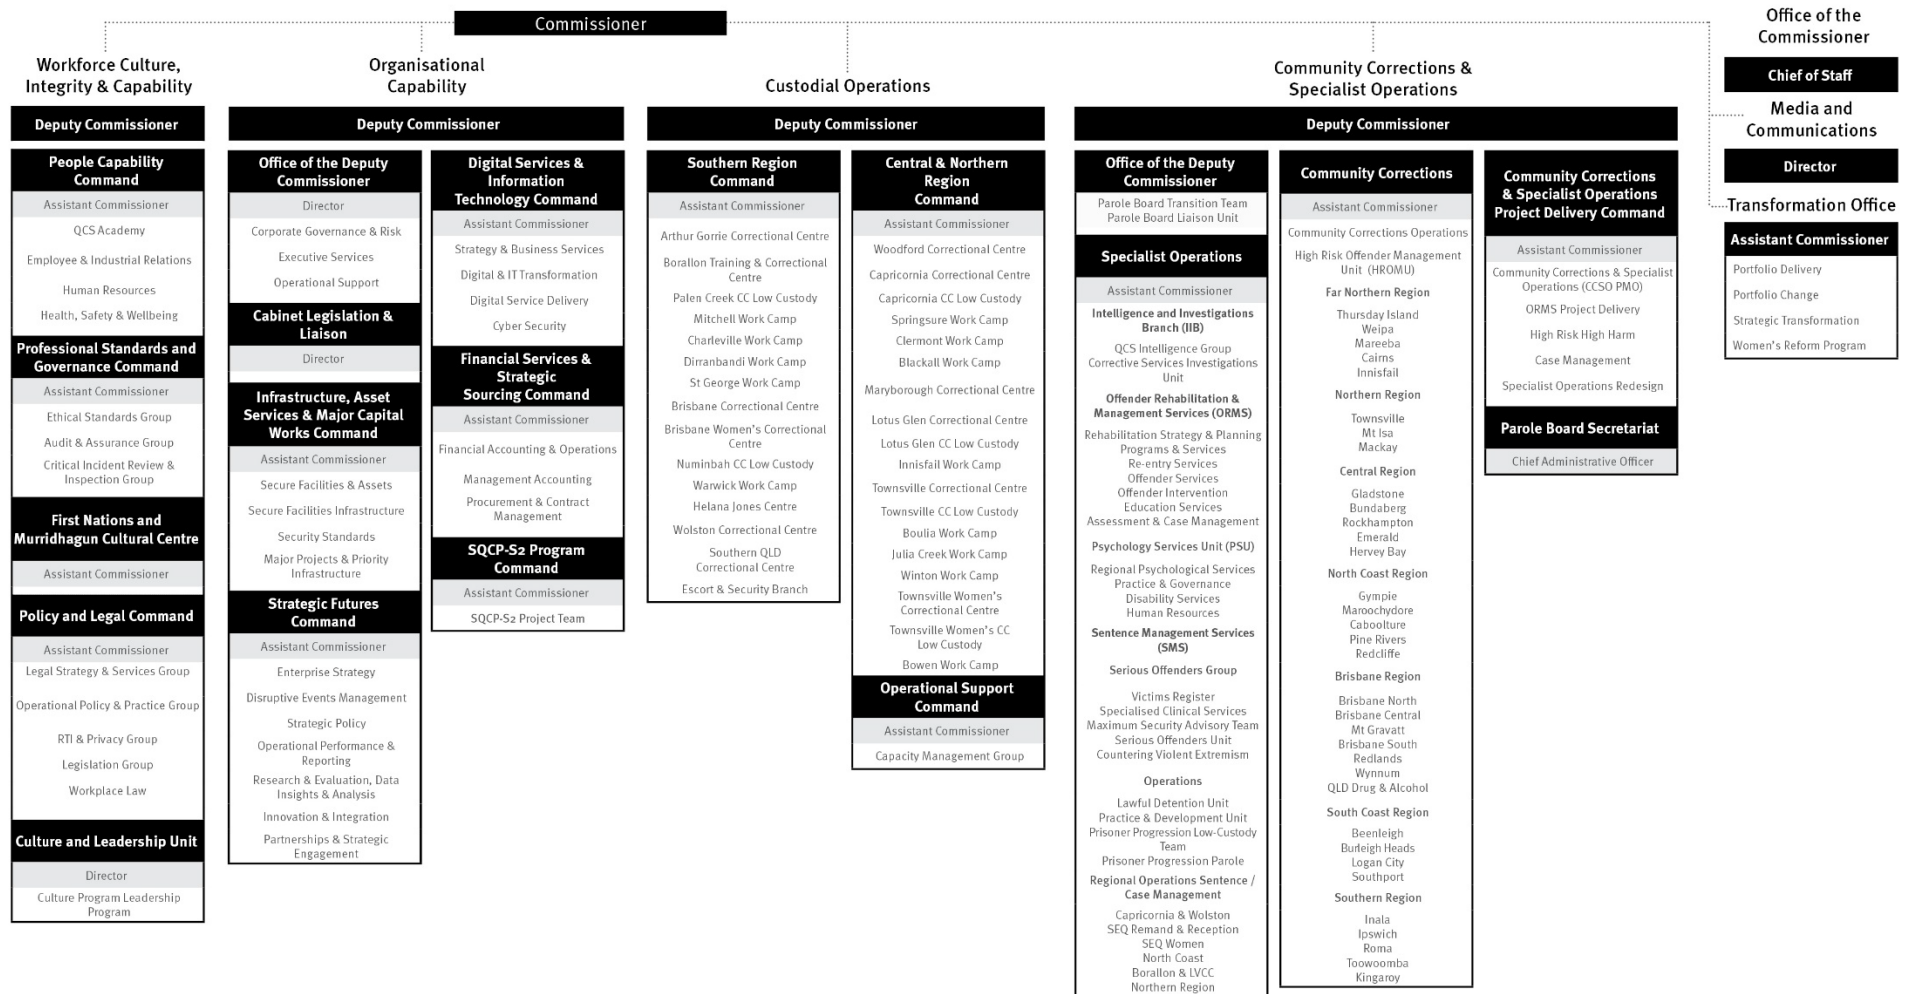 Commissioner
Workforce Culture,
Integrity & Capability
Deputy Commissioner
People Capability
Command
Assistant Commissioner
QCS Academy
Employee & Industrial Relations
Human Resources
Health, Safety & Wellbeing
Professional Standards and
Governance Command
Assistant Commissioner
Ethical Standards Group
Audit & Assurance Group
Critical Incident Review &
Inspection Group
First Nations and
Murridhagun Cultural Centre
Assistant Commissioner
Policy and Legal Command
Assistant Commissioner
Legal Strategy & Services Group
Operational Policy & Practice Group
RTI & Privacy Group
Legislation Group
Workplace Law
Culture and Leadership Unit
Director
Culture Program Leadership
Program
Organisational
Capability
Deputy Commissioner
Office of the Deputy
Commissioner
Director
Corporate Governance & Risk
Executive Services
Operational Support
Cabinet Legislation &
Liaison
Director
Infrastructure, Asset
Services & Major Capital
Works Command
Assistant Commissioner
Secure Facilities & Assets
Secure Facilities Infrastructure
Security Standards
Major Projects & Priority
Infrastructure
Strategic Futures
Command
Assistant Commissioner
Enterprise Strategy
Disruptive Events Management
Strategic Policy
Operational Performance &
Reporting
Research & Evaluation, Data
Insights & Analysis
Innovation & Integration
Partnerships & Strategic
Engagement
Digital Services &
Information
Technology Command
Assistant Commissioner
Strategy & Business Services
Digital & IT Transformation
Digital Service Delivery
Cyber Security
Financial Services &
Strategic
Sourcing Command
Assistant Commissioner
Financial Accounting & Operations
Management Accounting
Procurement & Contract
Management
SQCP-S2 Program
Command
Assistant Commissioner
SQCP-S2 Project Team
Custodial Operations
Deputy Commissioner
Southern Region
Command
Assistant Commissioner
Arthur Gorrie Correctional Centre
Borallon Training & Correctional
Centre
Palen Creek CC Low Custody
Mitchell Work Camp
Charleville Work Camp
Dirranbandi Work Camp
St George Work Camp
Brisbane Correctional Centre
Brisbane Women's Correctional
Centre
Numinbah CC Low Custody
Warwick Work Camp
Helana Jones Centre
Wolston Correctional Centre
Southern QLD
Correctional Centre
Escort & Security Branch
Central & Northern
Region
Command
Assistant Commissioner
Woodford Correctional Centre
Capricornia Correctional Centre
Capricornia CC Low Custody
Springsure Work Camp
Clermont Work Camp
Blackall Work Camp
Maryborough Correctional Centre
Lotus Glen Correctional Centre
Lotus Glen CC Low Custody
Innisfail Work Camp
Townsville Correctional Centre
Townsville CC Low Custody
Boulia Work Camp
Julia Creek Work Camp
Winton Work Camp
Townsville Women's
Correctional Centre
Townsville Women's CC
Low Custody
Bowen Work Camp
Operational Support
Command
Assistant Commissioner
Capacity Management Group
Community Corrections &
Specialist Operations
Deputy Commissioner
Office of the Deputy
Commissioner
Parole Board Transition Team
Parole Board Liaison Unit
Specialist Operations
Assistant Commissioner
Intelligence and Investigations
Branch (IIB)
QCS Intelligence Group
Corrective Services Investigations
Unit
Offender Rehabilitation &
Management Services (ORMS)
Rehabilitation Strategy & Planning
Programs & Services
Re-entry Services
Offender Services
Offender Intervention
Education Services
Assessment & Case Management
Psychology Services Unit (PSU)
Regional Psychological Services
Practice & Governance
Disability Services
Human Resources
Sentence Management Services
(SMS)
Serious Offenders Group
Victims Register
Specialised Clinical Services
Maximum Security Advisory Team
Serious Offenders Unit
Countering Violent Extremism
Operations
Lawful Detention Unit
Practice & Development Unit
Prisoner Progression Low-Custody
Team
Prisoner Progression Parole
Regional Operations Sentence /
Case Management
Capricornia & Wolston
SEQ Remand & Reception
SEQ Women
North Coast
Borallon & LVCC
Northern Region
Community Corrections
Assistant Commissioner
Community Corrections Operations
High Risk Offender Management
Unit (HROMU)
Far Northern Region
Thursday Island
Weipa
Mareeba
Cairns
Innisfail
Northern Region
Townsville
Mt Isa
Mackay
Central Region
Gladstone
Bundaberg
Rockhampton
Emerald
Hervey Bay
North Coast Region
Gympie
Maroochydore
Caboolture
Pine Rivers
Redcliffe
Brisbane Region
Brisbane North
Brisbane Central
Mt Gravatt
Brisbane South
Redlands
Wynnum
QLD Drug & Alcohol
South Coast Region
Beenleigh
Burleigh Heads
Logan City
Southport
Southern Region
Inala
Ipswich
Roma
Toowoomba
Kingaroy
Community Corrections
& Specialist Operations
Project Delivery Command
Assistant Commissioner
Community Corrections & Specialist
Operations (CCSO PMO)
ORMS Project Delivery
High Risk High Harm
Case Management
Specialist Operations Redesign
Parole Board Secretariat
Chief Administrative Officer
Office of the
Commissioner
Chief of Staff
Media and
Communications
Director
Transformation Office
Assistant Commissioner
Portfolio Delivery
Portfolio Change
Strategic Transformation
Women's Reform Program